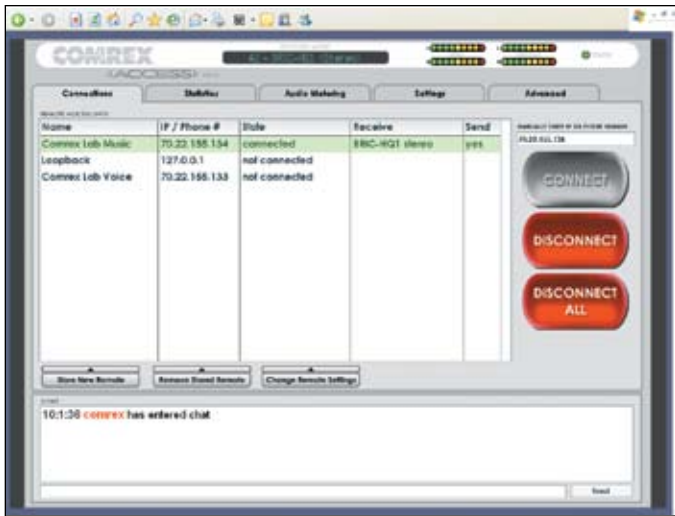 COMREX
ACCESS
Connections Statistics Audio Metering Settings Advanced
Name IP / Phone # State Receive Send
Comrex Lab Music 70.22.155.134 connected BRIC-HQ1 stereo yes
Loopback 127.0.0.1 not connected
Comrex Lab Voice 70.22.155.133 not connected
CONNECT
DISCONNECT
DISCONNECT
ALL
Store New Remote Remove Stored Remote Change Remote Settings
10:1:36 comrex has entered chat
Send